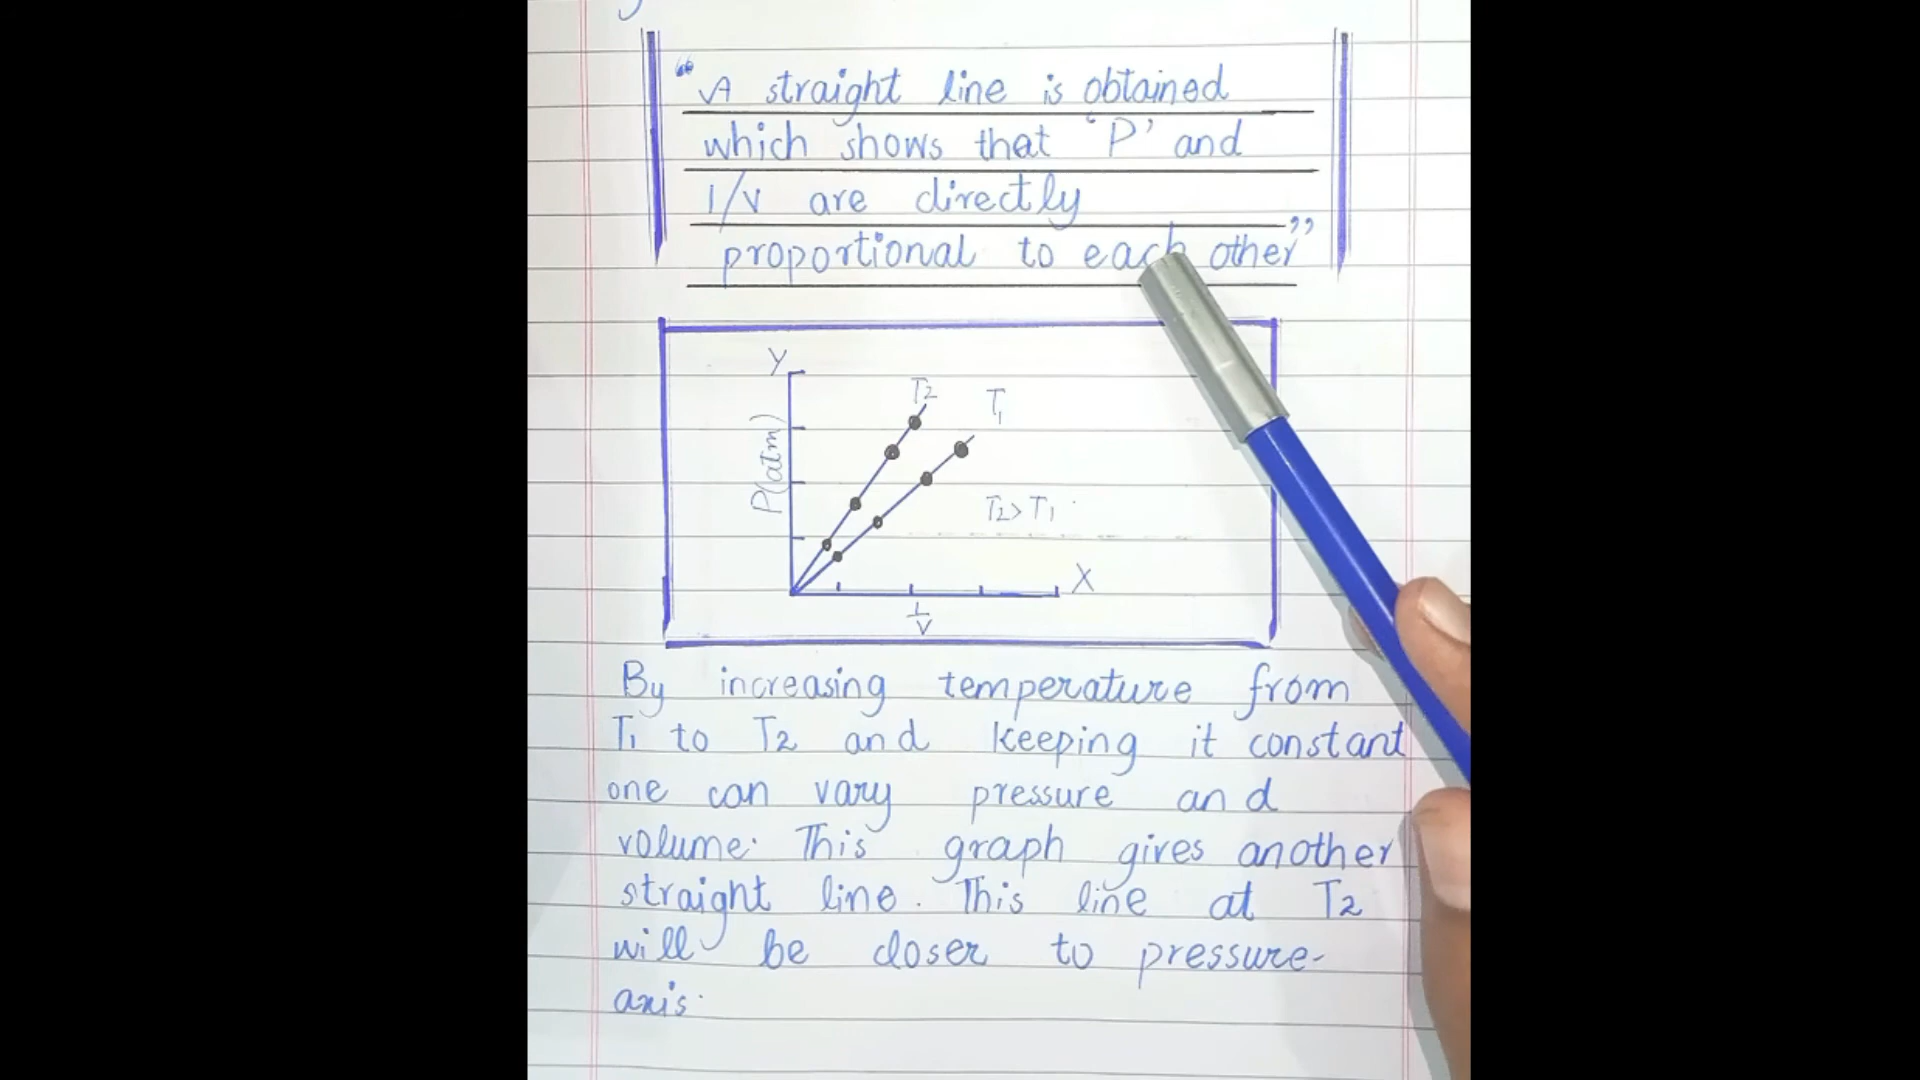 “A straight line is obtained
which shows that ‘P’ and
1/V are directly
proportional to each other”
Y
T2
T1
P(atm)
T2>T1
X
1/V
By increasing temperature from
T1 to T2 and keeping it constant
one can vary pressure and
volume. This graph gives another
straight line. This line at T2
will be closer to pressure-
axis.